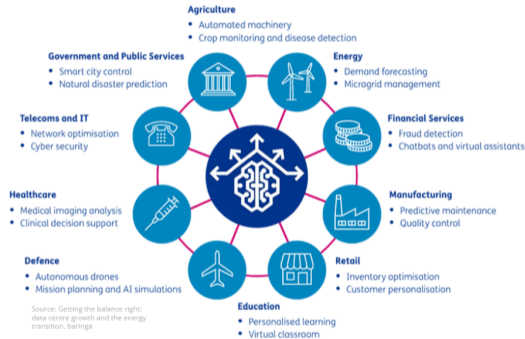 Agriculture
• Automated machinery
• Crop monitoring and disease detection
Government and Public Services
• Smart city control
• Natural disaster prediction
Energy
• Demand forecasting
• Microgrid management
Telecoms and IT
• Network optimisation
• Cyber security
Financial Services
• Fraud detection
• Chatbots and virtual assistants
Healthcare
• Medical imaging analysis
• Clinical decision support
Manufacturing
• Predictive maintenance
• Quality control
Defence
• Autonomous drones
• Mission planning and AI simulations
Retail
• Inventory optimisation
• Customer personalisation
Education
• Personalised learning
• Virtual classroom
Source: Getting the balance right:
data centre growth and the energy
transition, baringa